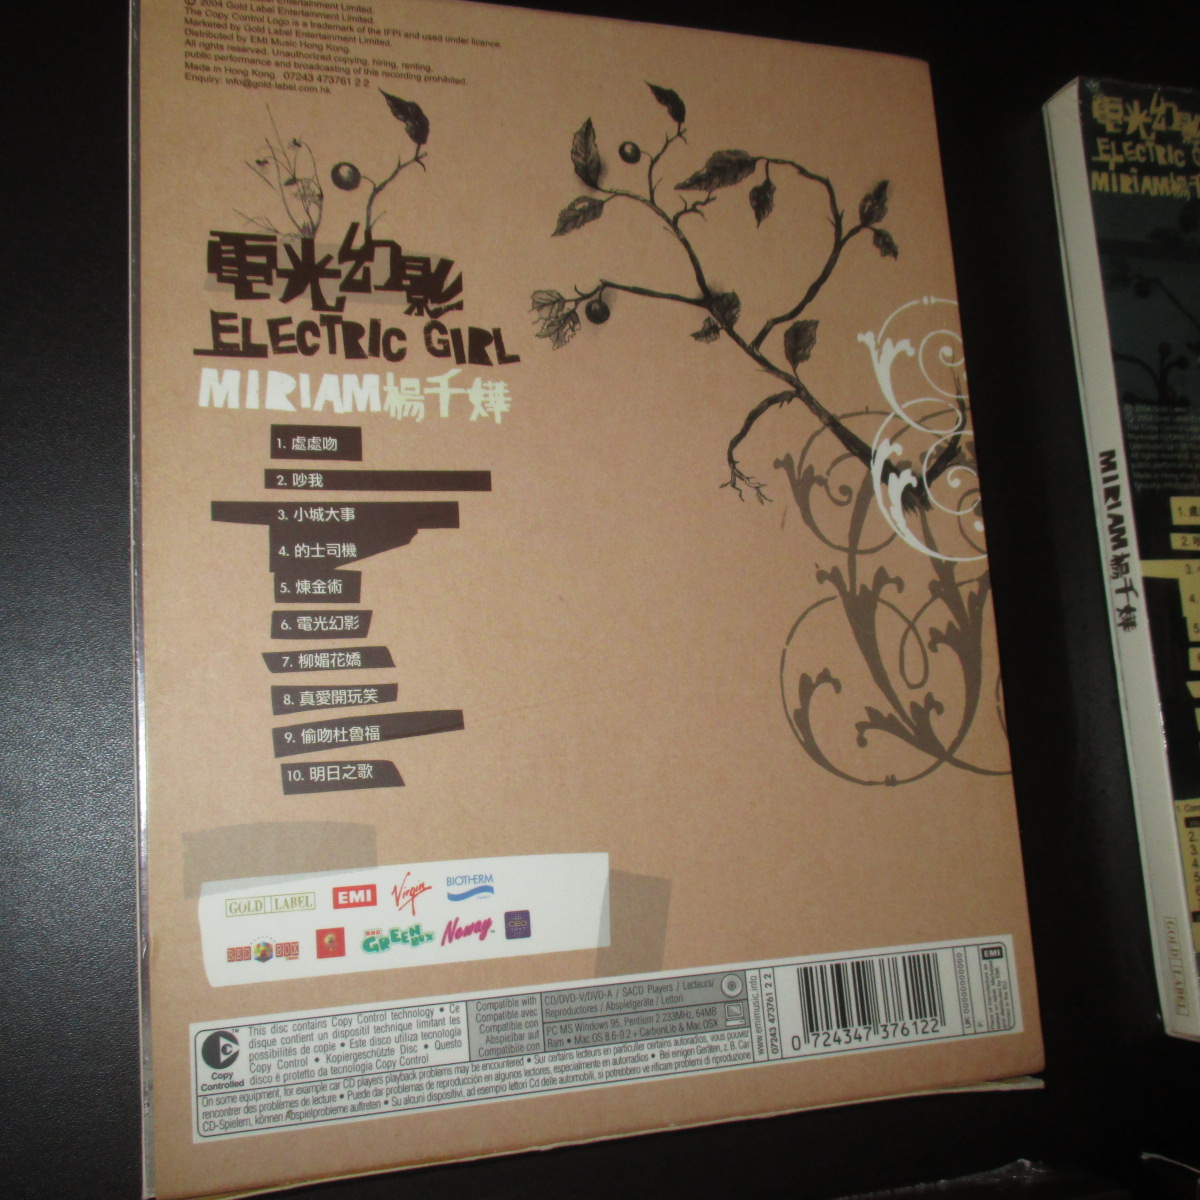 ℗ 2004 Gold Label Entertainment Limited.
The Copy Control Logo is a trademark of the IFPI and used under licence.
Marketed by Gold Label Entertainment Limited.
Distributed by EMI Music Hong Kong.
All rights reserved. Unauthorized copying, hiring, renting,
public performance and broadcasting of this recording prohibited.
Made in Hong Kong. 07243 473761 2 2
Enquiry: info@gold-label.com.hk
電光幻影
ELECTRIC GIRL
MIRIAM楊千嬅
1. 處處吻
2. 吵我
3. 小城大事
4. 的士司機
5. 煉金術
6. 電光幻影
7. 柳媚花嬌
8. 真愛開玩笑
9. 偷吻杜魯福
10. 明日之歌
GOLD LABEL EMI Virgin BIOTHERM
RED BOX GREEN BOX Neway CEO
Copy Controlled
This disc contains Copy Control technology • Ce
disque contient un dispositif technique limitant les
possibilités de copie • Este disco utiliza tecnologia
Copy Control • Kopiergeschützte Disc • Questo
disco è protetto da tecnologia Copy Control
Compatible with
Compatible avec
Compatible con
Abspielbar auf
Compatibile con
CD/DVD-V/DVD-A / SACD Players / Lecteurs/
Reproductores / Abspielgeräte / Lettori
PC MS Windows 95, Pentium 2 233MHz, 64MB
Ram • Mac OS 8.6-9.2 + CarbonLib & Mac OSX
On some equipment, for example car CD players playback problems may be encountered • Sur certains lecteurs en particulier certains autoradios, vous pouvez
rencontrer des problèmes de lecture • Puede dar problemas de reproducción en algunos lectores, especialmente en autoradios • Bei einigen Geräten, z. B. Car
CD-Spielern, können Abspielprobleme auftreten • Su alcuni dispositivi, ad esempio lettori Cd delle automobili, si potrebbero verificare problemi di riproduzione
www.emimusic.info
07243 473761 2 2
0 724347 376122
EMI
電光幻影
ELECTRIC G
MIRIAM楊千
MIRIAM楊千嬅
GOLD LABEL